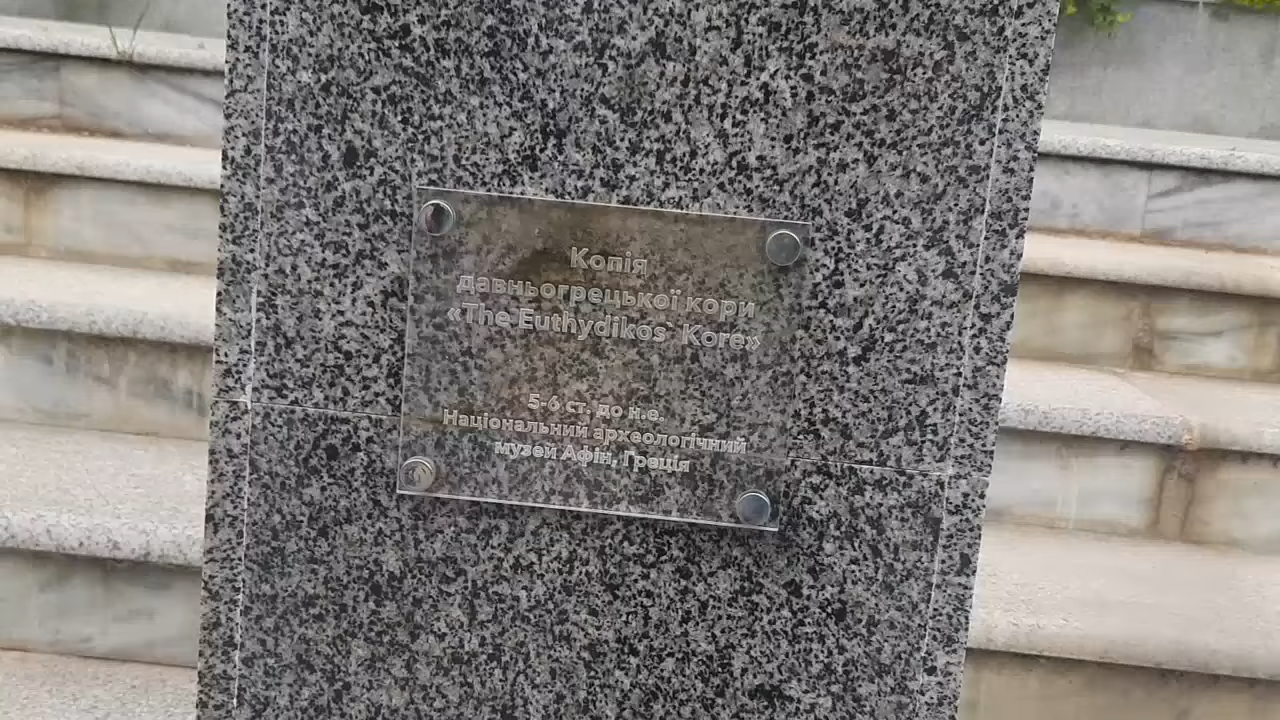 Копія
давньогрецької кори
«The Euthydikos` Kore»
5-6 ст. до н.е.
Національний археологічний
музей Афін, Греція